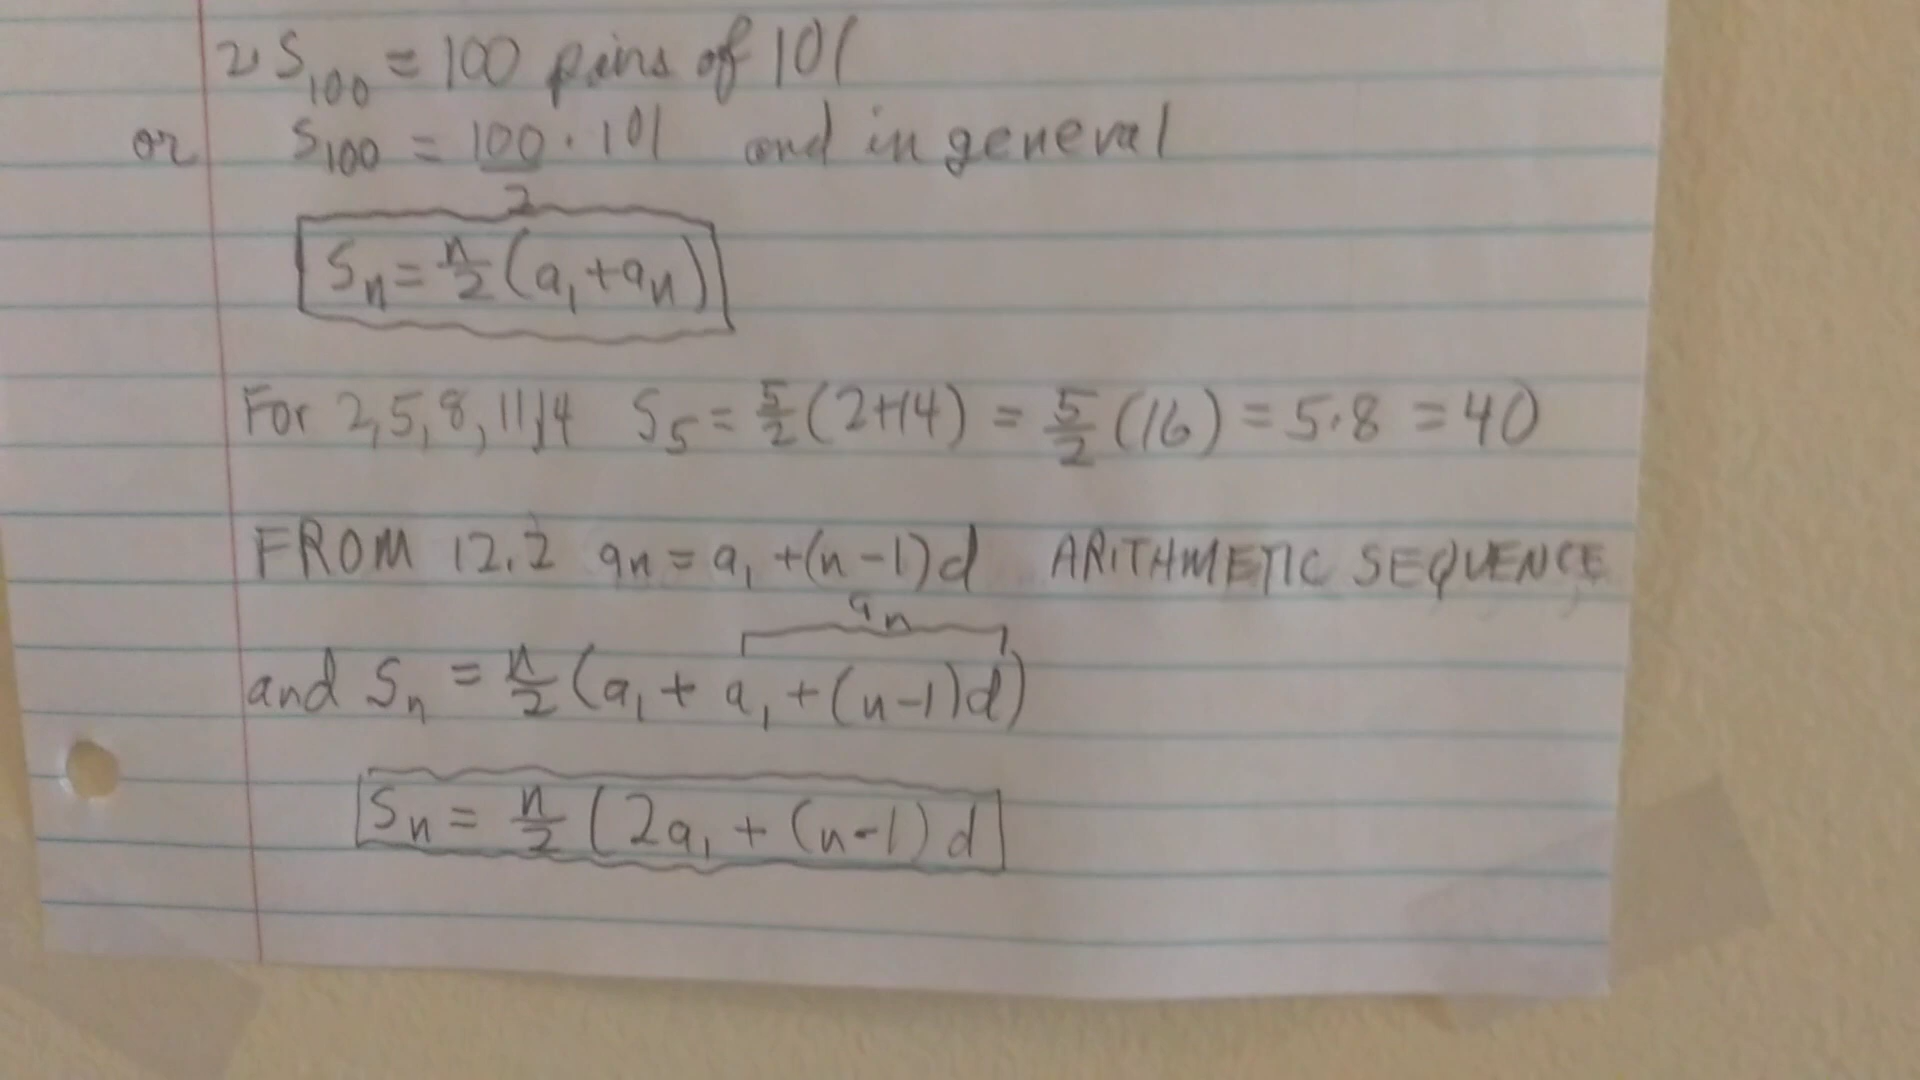 2S₁₀₀ = 100 pairs of 101
or S₁₀₀ = 100/2 · 101 and in general
Sn = n/2 (a₁ + an)
For 2, 5, 8, 11, 14 S₅ = 5/2 (2+14) = 5/2 (16) = 5·8 = 40
FROM 12.2 an = a₁ + (n-1)d ARITHMETIC SEQUENCE
an
and Sn = n/2 (a₁ + a₁ + (n-1)d)
Sn = n/2 (2a₁ + (n-1)d